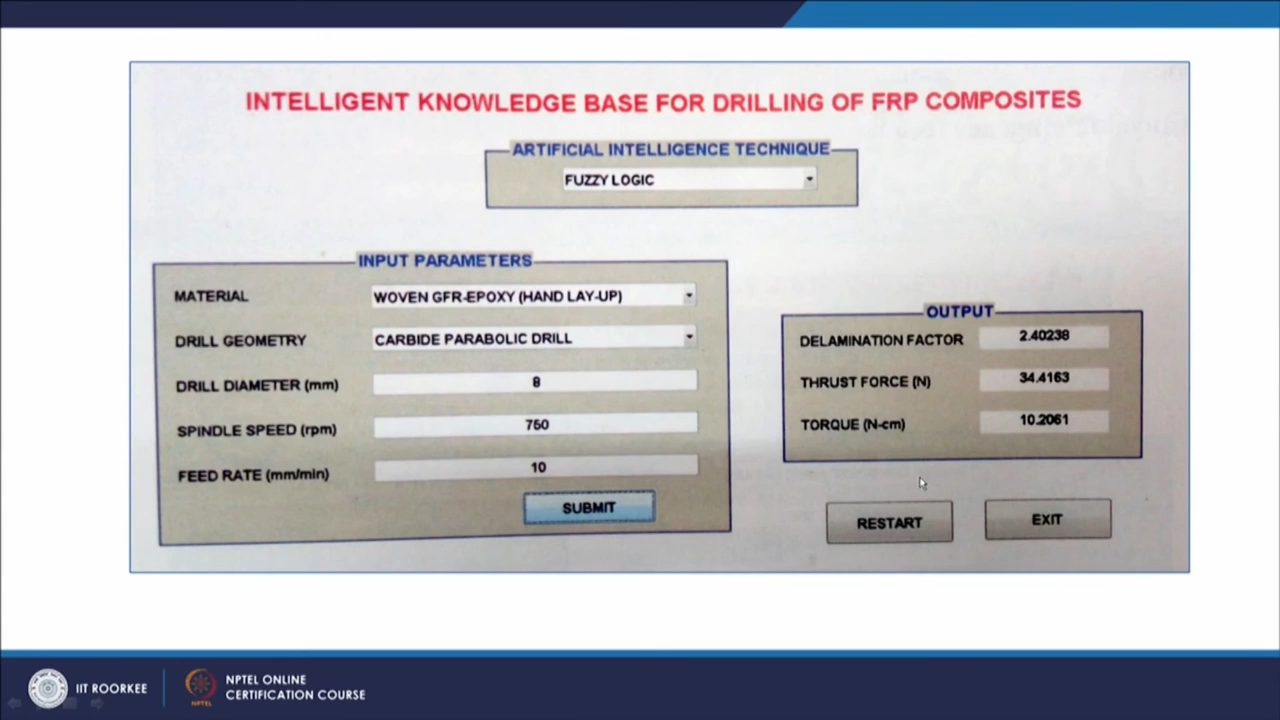 INTELLIGENT KNOWLEDGE BASE FOR DRILLING OF FRP COMPOSITES
ARTIFICIAL INTELLIGENCE TECHNIQUE
FUZZY LOGIC
INPUT PARAMETERS
MATERIAL WOVEN GFR-EPOXY (HAND LAY-UP)
DRILL GEOMETRY CARBIDE PARABOLIC DRILL
DRILL DIAMETER (mm) 8
SPINDLE SPEED (rpm) 750
FEED RATE (mm/min) 10
SUBMIT
OUTPUT
DELAMINATION FACTOR 2.40238
THRUST FORCE (N) 34.4163
TORQUE (N-cm) 10.2061
RESTART EXIT
IIT ROORKEE
NPTEL
NPTEL ONLINE
CERTIFICATION COURSE